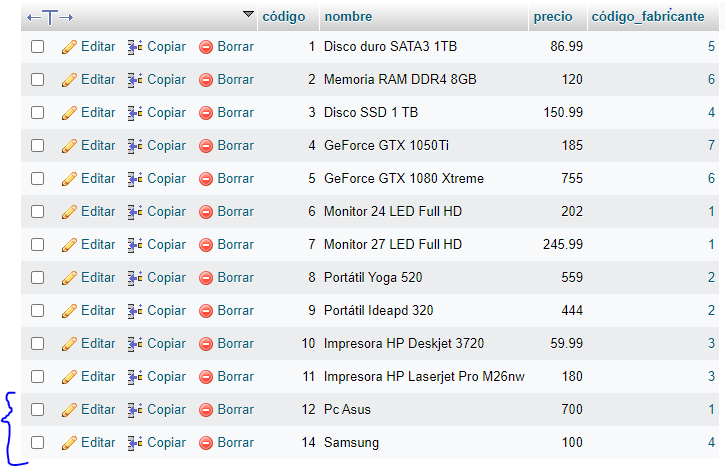 código nombre precio código_fabricante
Editar Copiar Borrar 1 Disco duro SATA3 1TB 86.99 5
Editar Copiar Borrar 2 Memoria RAM DDR4 8GB 120 6
Editar Copiar Borrar 3 Disco SSD 1 TB 150.99 4
Editar Copiar Borrar 4 GeForce GTX 1050Ti 185 7
Editar Copiar Borrar 5 GeForce GTX 1080 Xtreme 755 6
Editar Copiar Borrar 6 Monitor 24 LED Full HD 202 1
Editar Copiar Borrar 7 Monitor 27 LED Full HD 245.99 1
Editar Copiar Borrar 8 Portátil Yoga 520 559 2
Editar Copiar Borrar 9 Portátil Ideapd 320 444 2
Editar Copiar Borrar 10 Impresora HP Deskjet 3720 59.99 3
Editar Copiar Borrar 11 Impresora HP Laserjet Pro M26nw 180 3
Editar Copiar Borrar 12 Pc Asus 700 1
Editar Copiar Borrar 14 Samsung 100 4